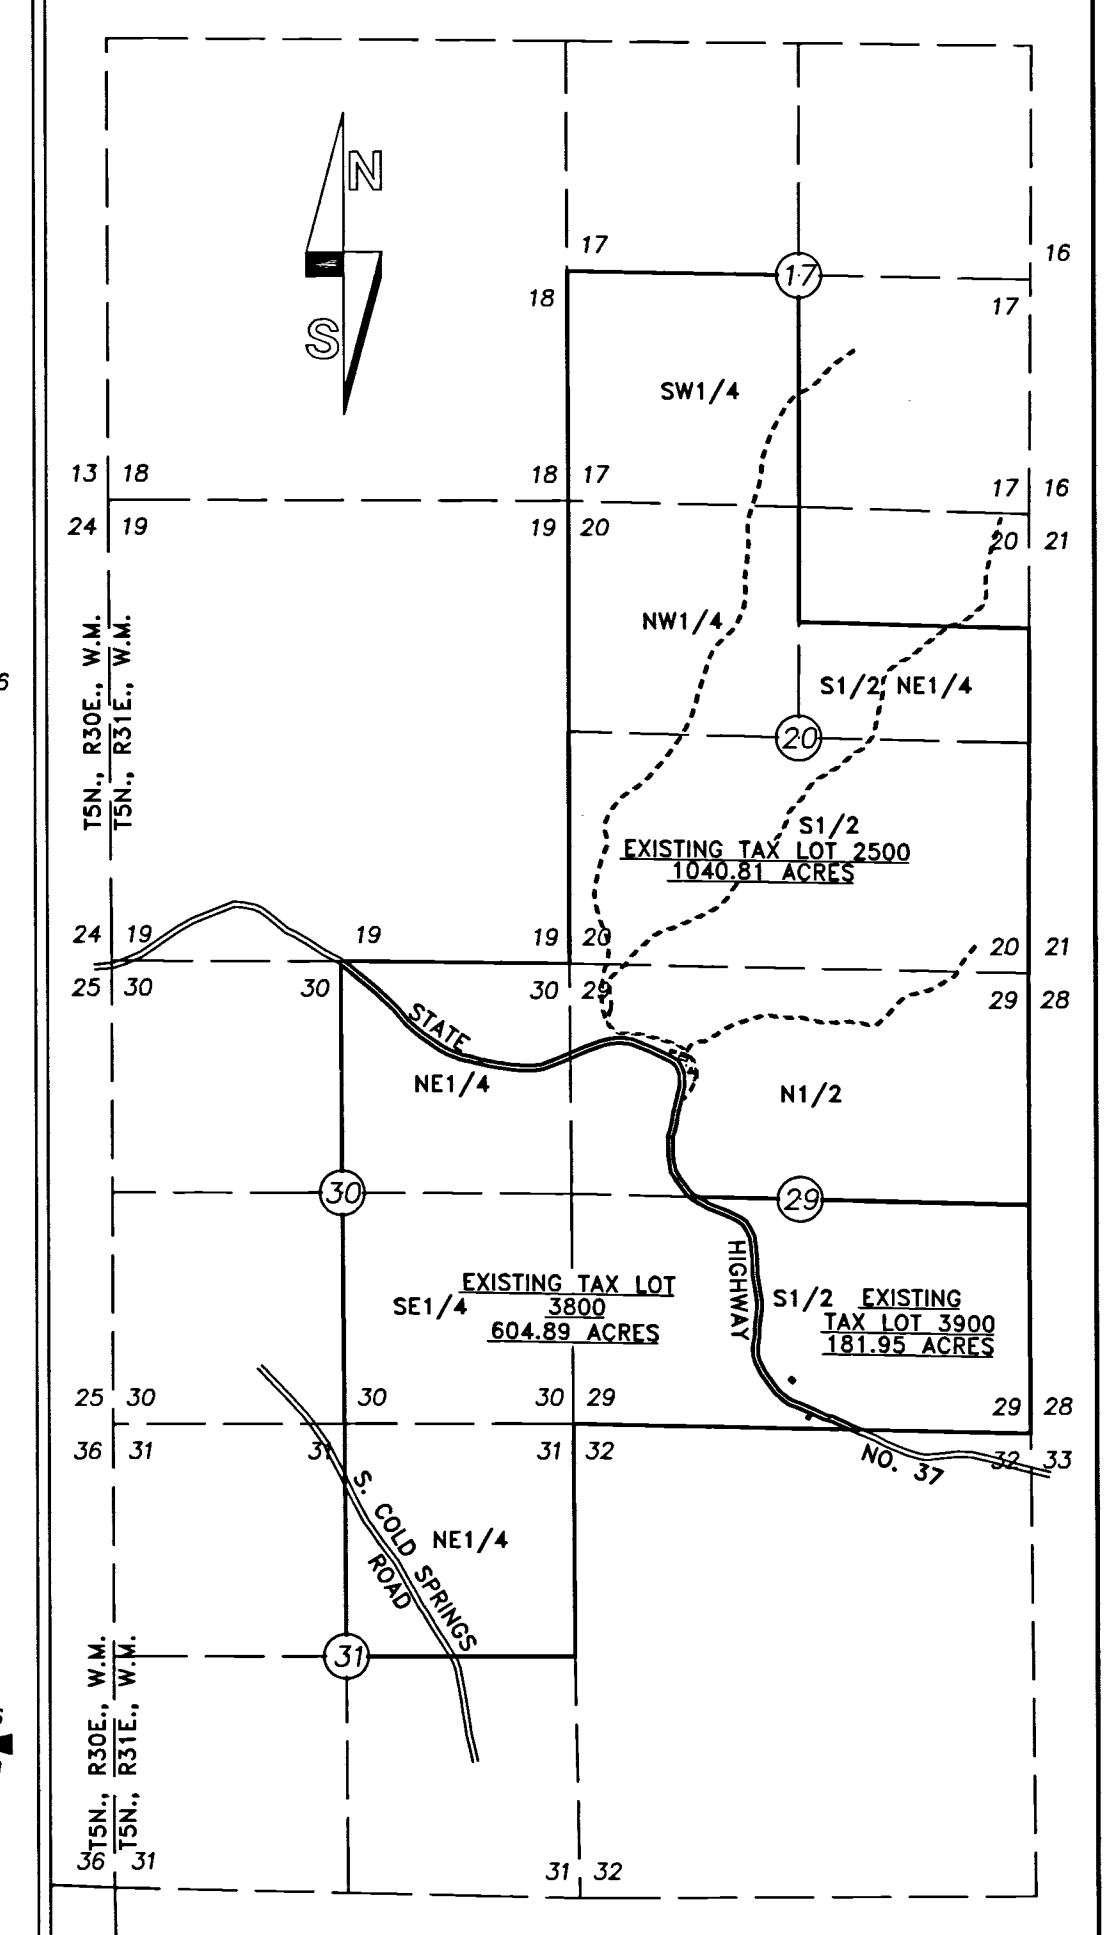 N
S
17
16
18
17
17
SW1/4
13 18
18 17
17 16
24 19
19 20
20 21
NW1/4
T5N., R30E., W.M.
T5N., R31E., W.M.
6
S1/2 NE1/4
20
S1/2
EXISTING TAX LOT 2500
1040.81 ACRES
24 19
19
19 20
20 21
25 30
30
30 29
29 28
STATE
NE1/4
N1/2
30
29
HIGHWAY
EXISTING TAX LOT
3800
604.89 ACRES
SE1/4
S1/2 EXISTING
TAX LOT 3900
181.95 ACRES
25 30
30
30 29
29 28
36 31
31
31 32
32 33
NO. 37
S. COLD SPRINGS
ROAD
NE1/4
31
T5N., R30E., W.M.
T5N., R31E., W.M.
36 31
31 32